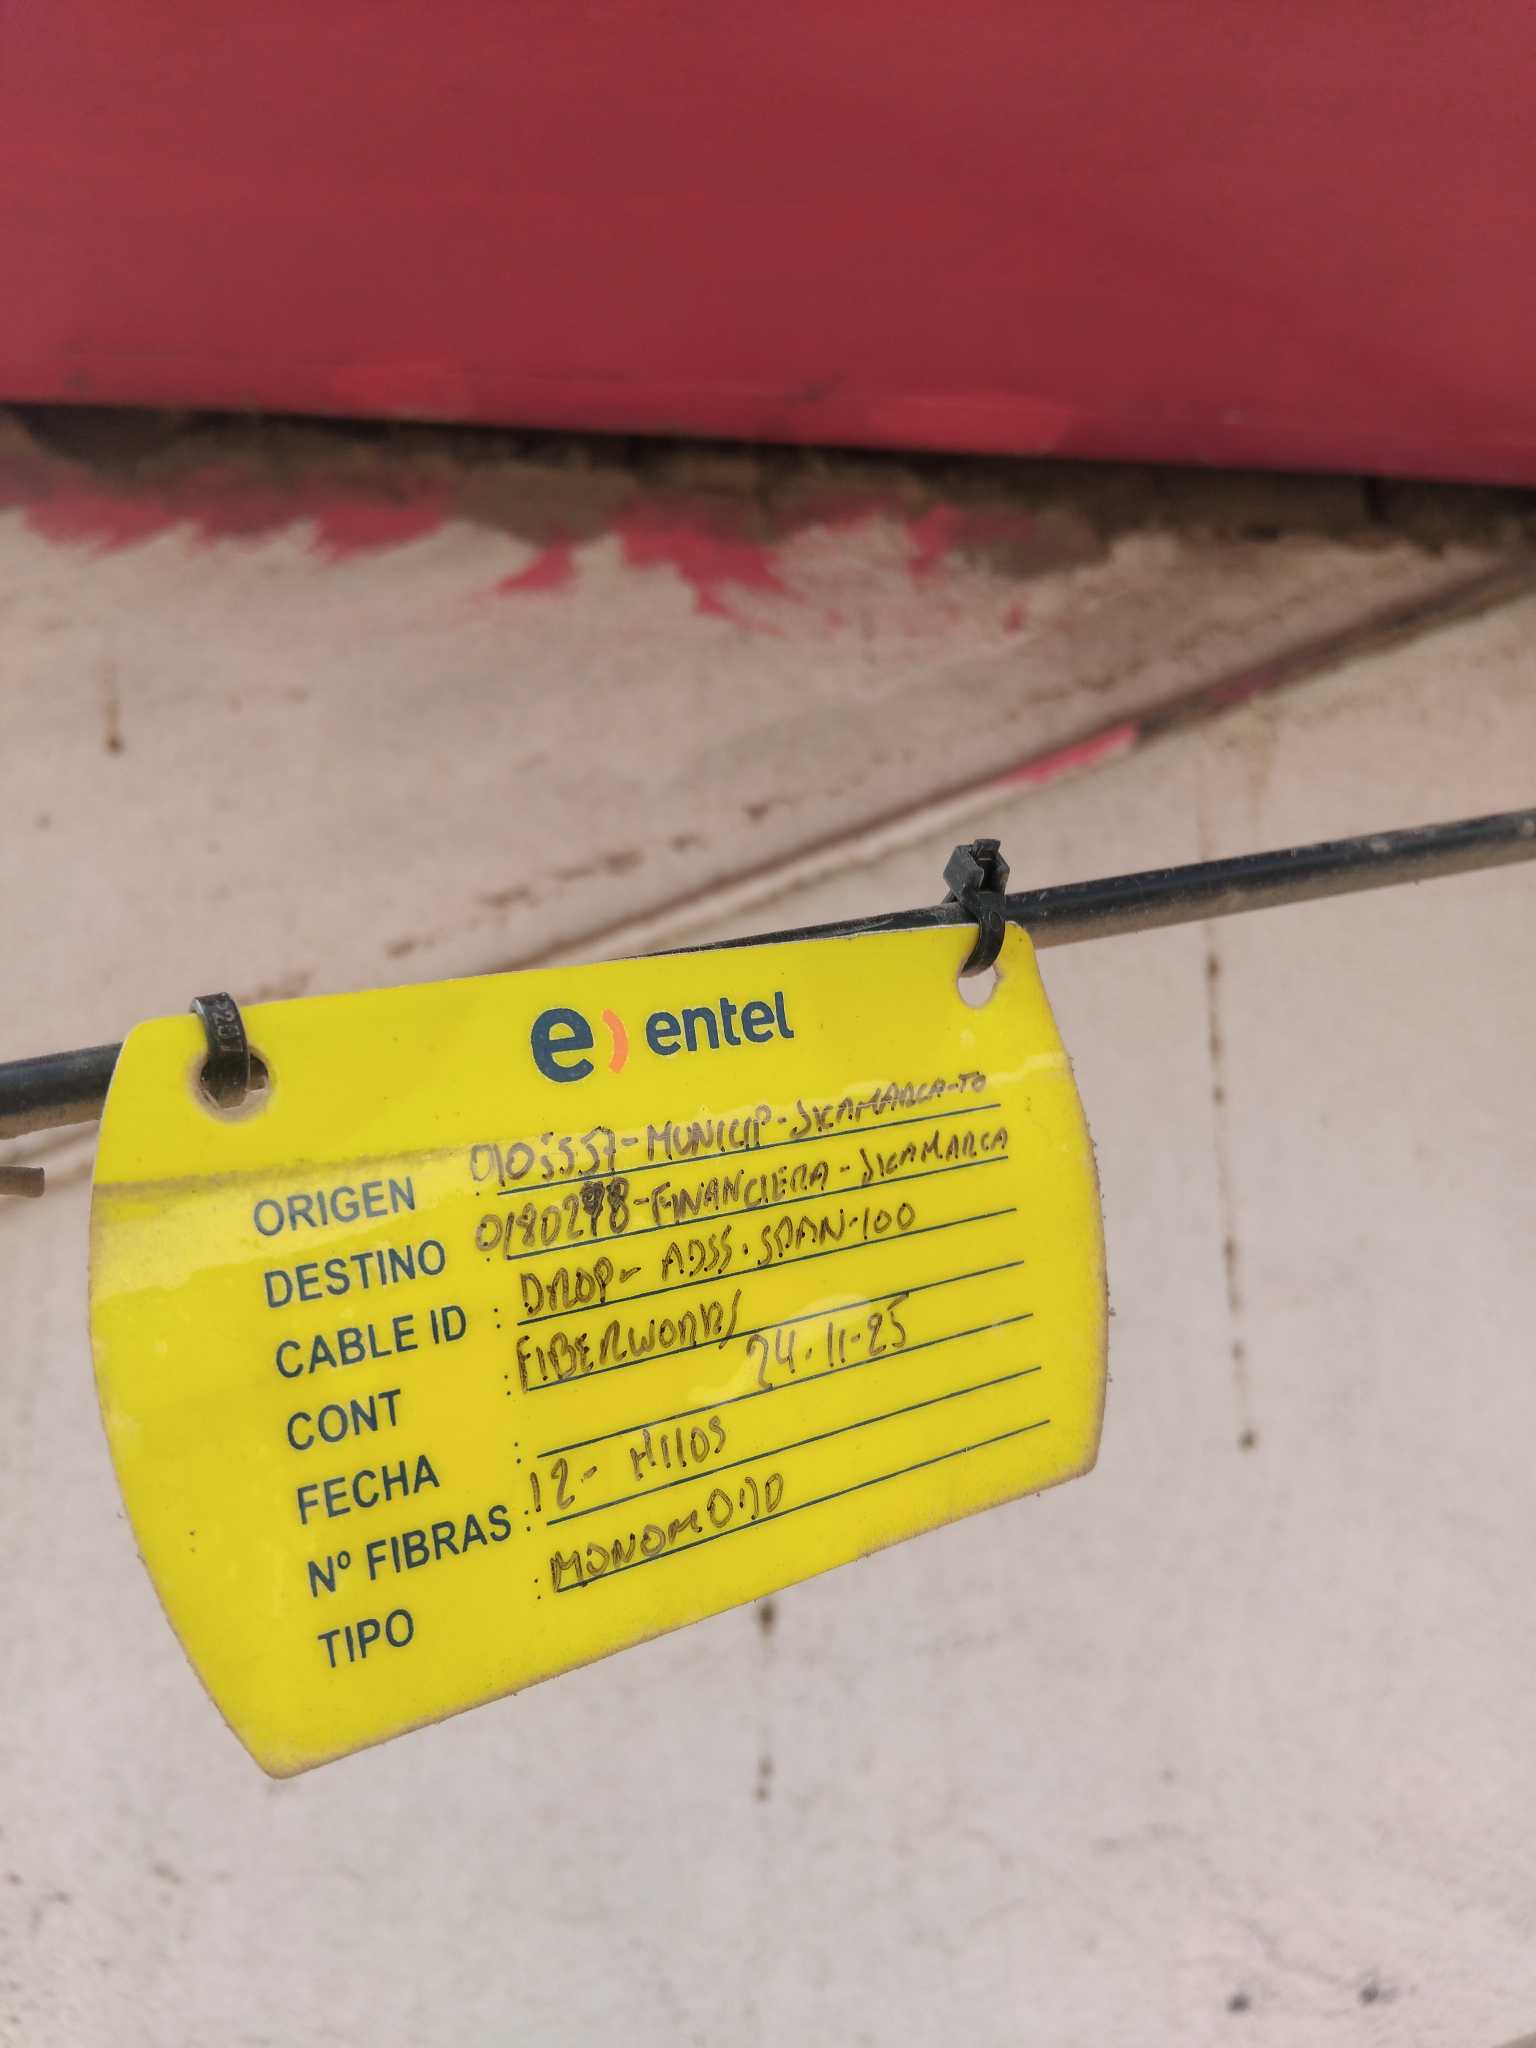 e) entel
ORIGEN : 0105557-MUNICIP-JICAMARCA-TO
DESTINO : 0180298-FINANCIERA-JICAMARCA
CABLE ID : DROP- ADSS.SPAN-100
CONT : FIBERWORKS
FECHA : 24.11-25
Nº FIBRAS : 12- HILOS
TIPO : MONOMODO